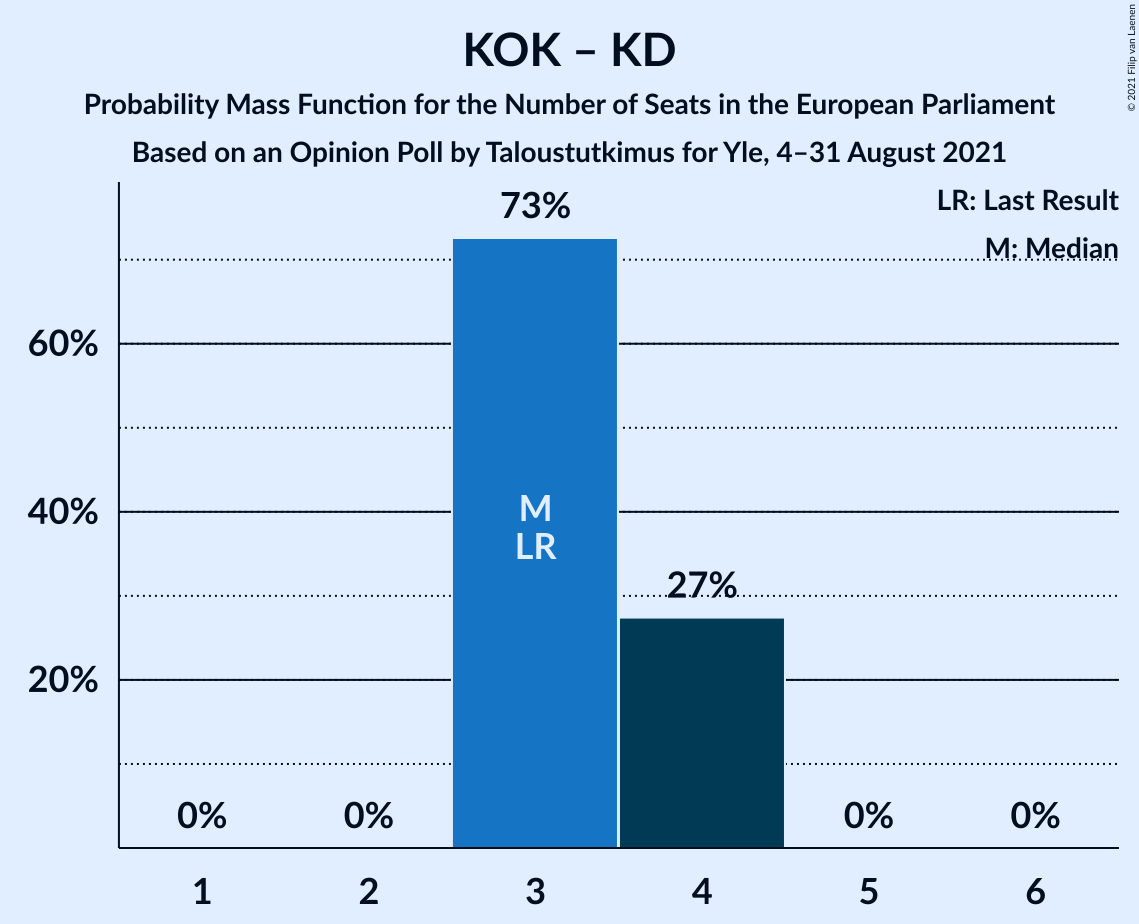 KOK – KD
Probability Mass Function for the Number of Seats in the European Parliament
Based on an Opinion Poll by Taloustutkimus for Yle, 4–31 August 2021
© 2021 Filip van Laenen
LR: Last Result
M: Median
73%
60%
40%
20%
M
LR
27%
0%
0%
0%
0%
1
2
3
4
5
6